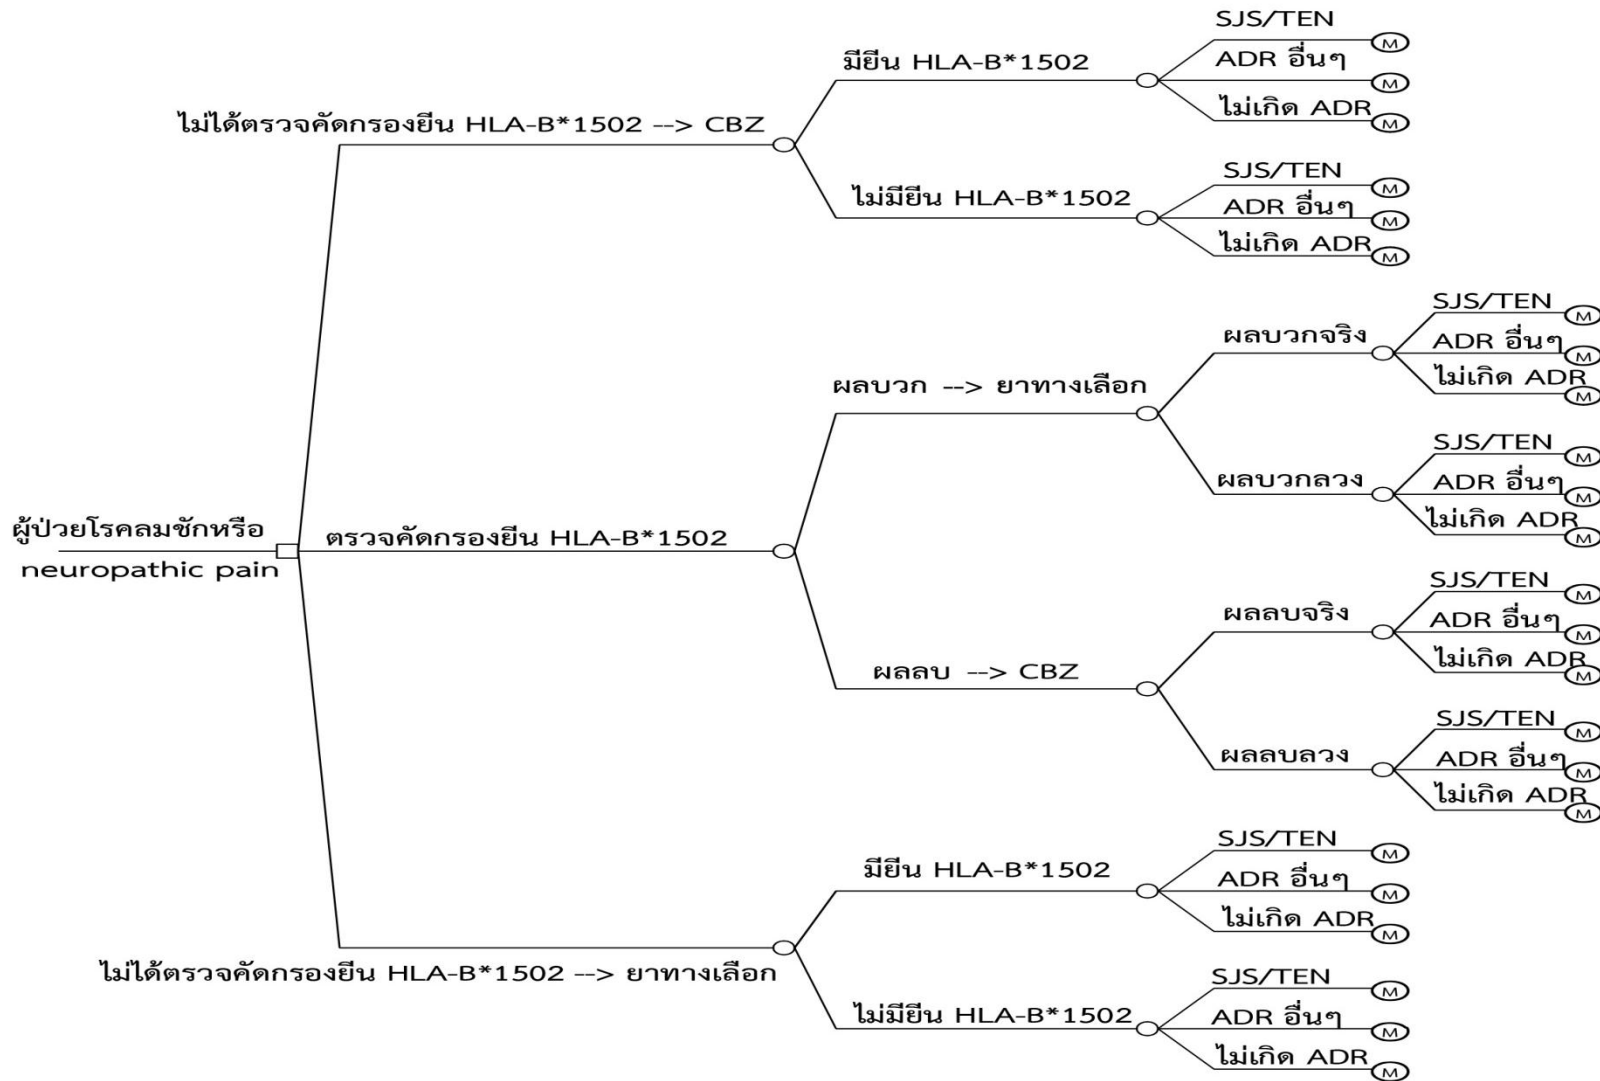 SJS/TEN
M
มียีน HLA-B*1502
ADR อื่นๆ
M
ไม่เกิด ADR
M
ไม่ได้ตรวจคัดกรองยีน HLA-B*1502 --> CBZ
SJS/TEN
M
ไม่มียีน HLA-B*1502
ADR อื่นๆ
M
ไม่เกิด ADR
M
SJS/TEN
M
ผลบวกจริง
ADR อื่นๆ
M
ไม่เกิด ADR
M
ผลบวก --> ยาทางเลือก
SJS/TEN
M
ผลบวกลวง
ADR อื่นๆ
M
ไม่เกิด ADR
M
ผู้ป่วยโรคลมชักหรือ
neuropathic pain
ตรวจคัดกรองยีน HLA-B*1502
SJS/TEN
M
ผลลบจริง
ADR อื่นๆ
M
ไม่เกิด ADR
M
ผลลบ --> CBZ
SJS/TEN
M
ผลลบลวง
ADR อื่นๆ
M
ไม่เกิด ADR
M
SJS/TEN
M
มียีน HLA-B*1502
ADR อื่นๆ
M
ไม่เกิด ADR
M
ไม่ได้ตรวจคัดกรองยีน HLA-B*1502 --> ยาทางเลือก
SJS/TEN
M
ไม่มียีน HLA-B*1502
ADR อื่นๆ
M
ไม่เกิด ADR
M